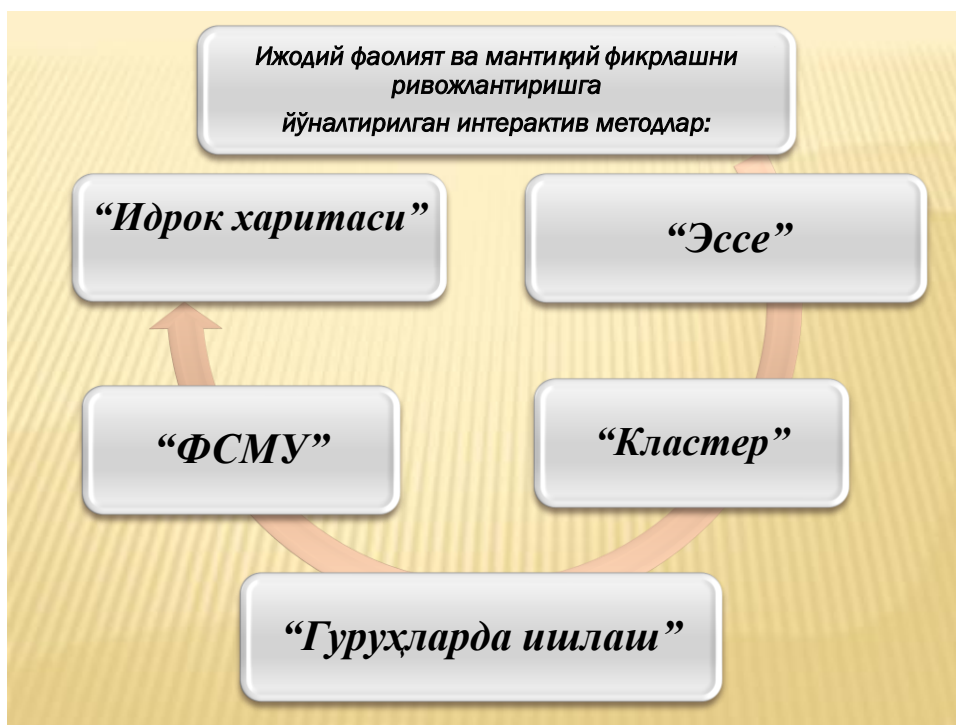 Ижодий фаолият ва мантиқий фикрлашни
ривожлантиришга
йўналтирилган интерактив методлар:
“Идрок харитаси”
“Эссе”
“ФСМУ”
“Кластер”
“Гуруҳларда ишлаш”